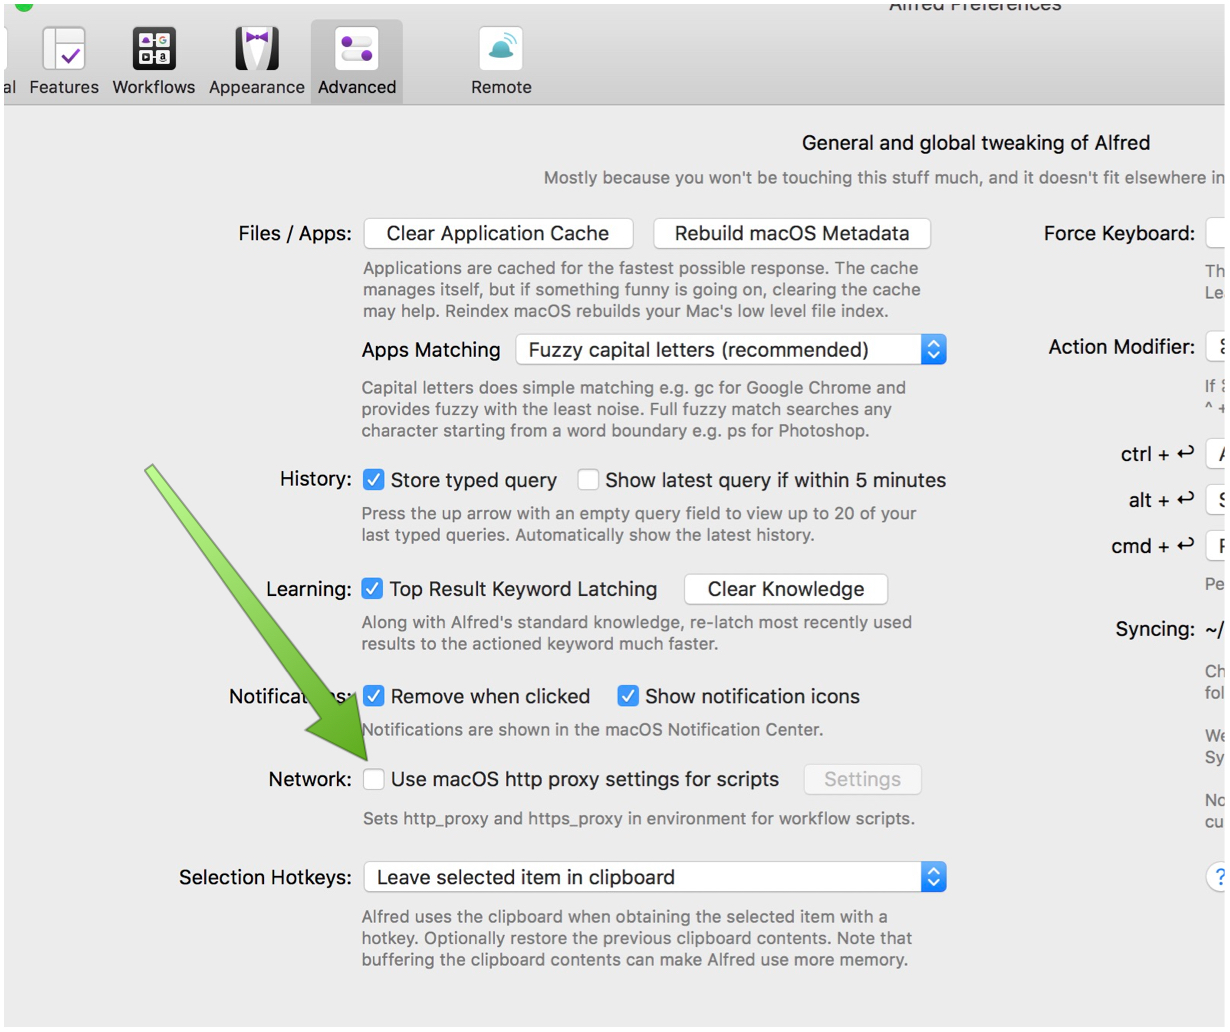 Alfred Preferences
al
Features
Workflows
Appearance
Advanced
Remote
General and global tweaking of Alfred
Mostly because you won't be touching this stuff much, and it doesn't fit elsewhere in
Files / Apps:
Clear Application Cache
Rebuild macOS Metadata
Applications are cached for the fastest possible response. The cache
manages itself, but if something funny is going on, clearing the cache
may help. Reindex macOS rebuilds your Mac's low level file index.
Apps Matching
Fuzzy capital letters (recommended)
Capital letters does simple matching e.g. gc for Google Chrome and
provides fuzzy with the least noise. Full fuzzy match searches any
character starting from a word boundary e.g. ps for Photoshop.
History:
Store typed query
Show latest query if within 5 minutes
Press the up arrow with an empty query field to view up to 20 of your
last typed queries. Automatically show the latest history.
Learning:
Top Result Keyword Latching
Clear Knowledge
Along with Alfred's standard knowledge, re-latch most recently used
results to the actioned keyword much faster.
Notifications:
Remove when clicked
Show notification icons
Notifications are shown in the macOS Notification Center.
Network:
Use macOS http proxy settings for scripts
Settings
Sets http_proxy and https_proxy in environment for workflow scripts.
Selection Hotkeys:
Leave selected item in clipboard
Alfred uses the clipboard when obtaining the selected item with a
hotkey. Optionally restore the previous clipboard contents. Note that
buffering the clipboard contents can make Alfred use more memory.
Force Keyboard:
Th
Lea
Action Modifier:
If
^ +
ctrl + ↩
alt + ↩
cmd + ↩
Pe
Syncing: ~/
Ch
fol
We
Sy
No
cu
?